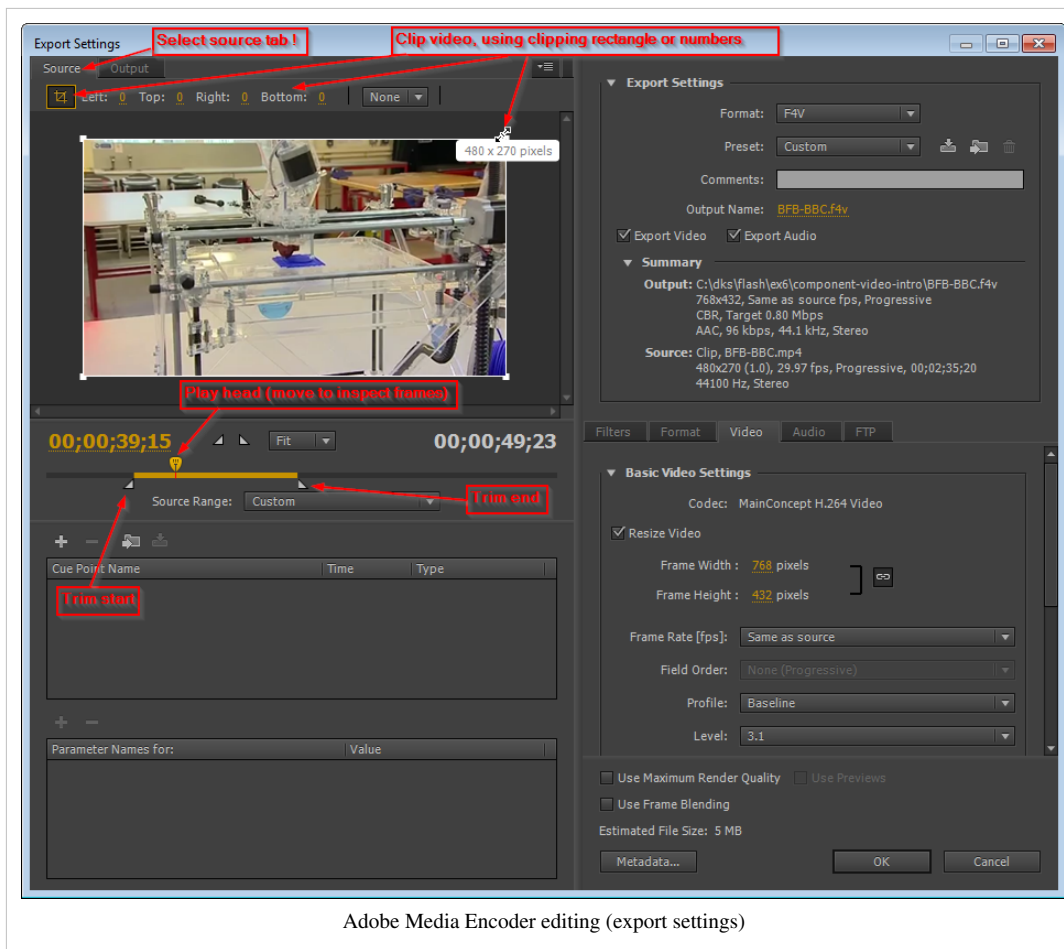 Export Settings
Select source tab !
Clip video, using clipping rectangle or numbers
Source Output
Left: 0 Top: 0 Right: 0 Bottom: 0 None
480 x 270 pixels
Play head (move to inspect frames)
00;00;39;15 Fit 00;00;49;23
Source Range: Custom
Trim end
Cue Point Name Time Type
Trim start
Parameter Names for: Value
Export Settings
Format: F4V
Preset: Custom
Comments:
Output Name: BFB-BBC.f4v
Export Video Export Audio
Summary
Output: C:\dks\flash\ex6\component-video-intro\BFB-BBC.f4v
768x432, Same as source fps, Progressive
CBR, Target 0.80 Mbps
AAC, 96 kbps, 44.1 kHz, Stereo
Source: Clip, BFB-BBC.mp4
480x270 (1.0), 29.97 fps, Progressive, 00;02;35;20
44100 Hz, Stereo
Filters Format Video Audio FTP
Basic Video Settings
Codec: MainConcept H.264 Video
Resize Video
Frame Width : 768 pixels
Frame Height : 432 pixels
Frame Rate [fps]: Same as source
Field Order: None (Progressive)
Profile: Baseline
Level: 3.1
Use Maximum Render Quality Use Previews
Use Frame Blending
Estimated File Size: 5 MB
Metadata... OK Cancel
Adobe Media Encoder editing (export settings)